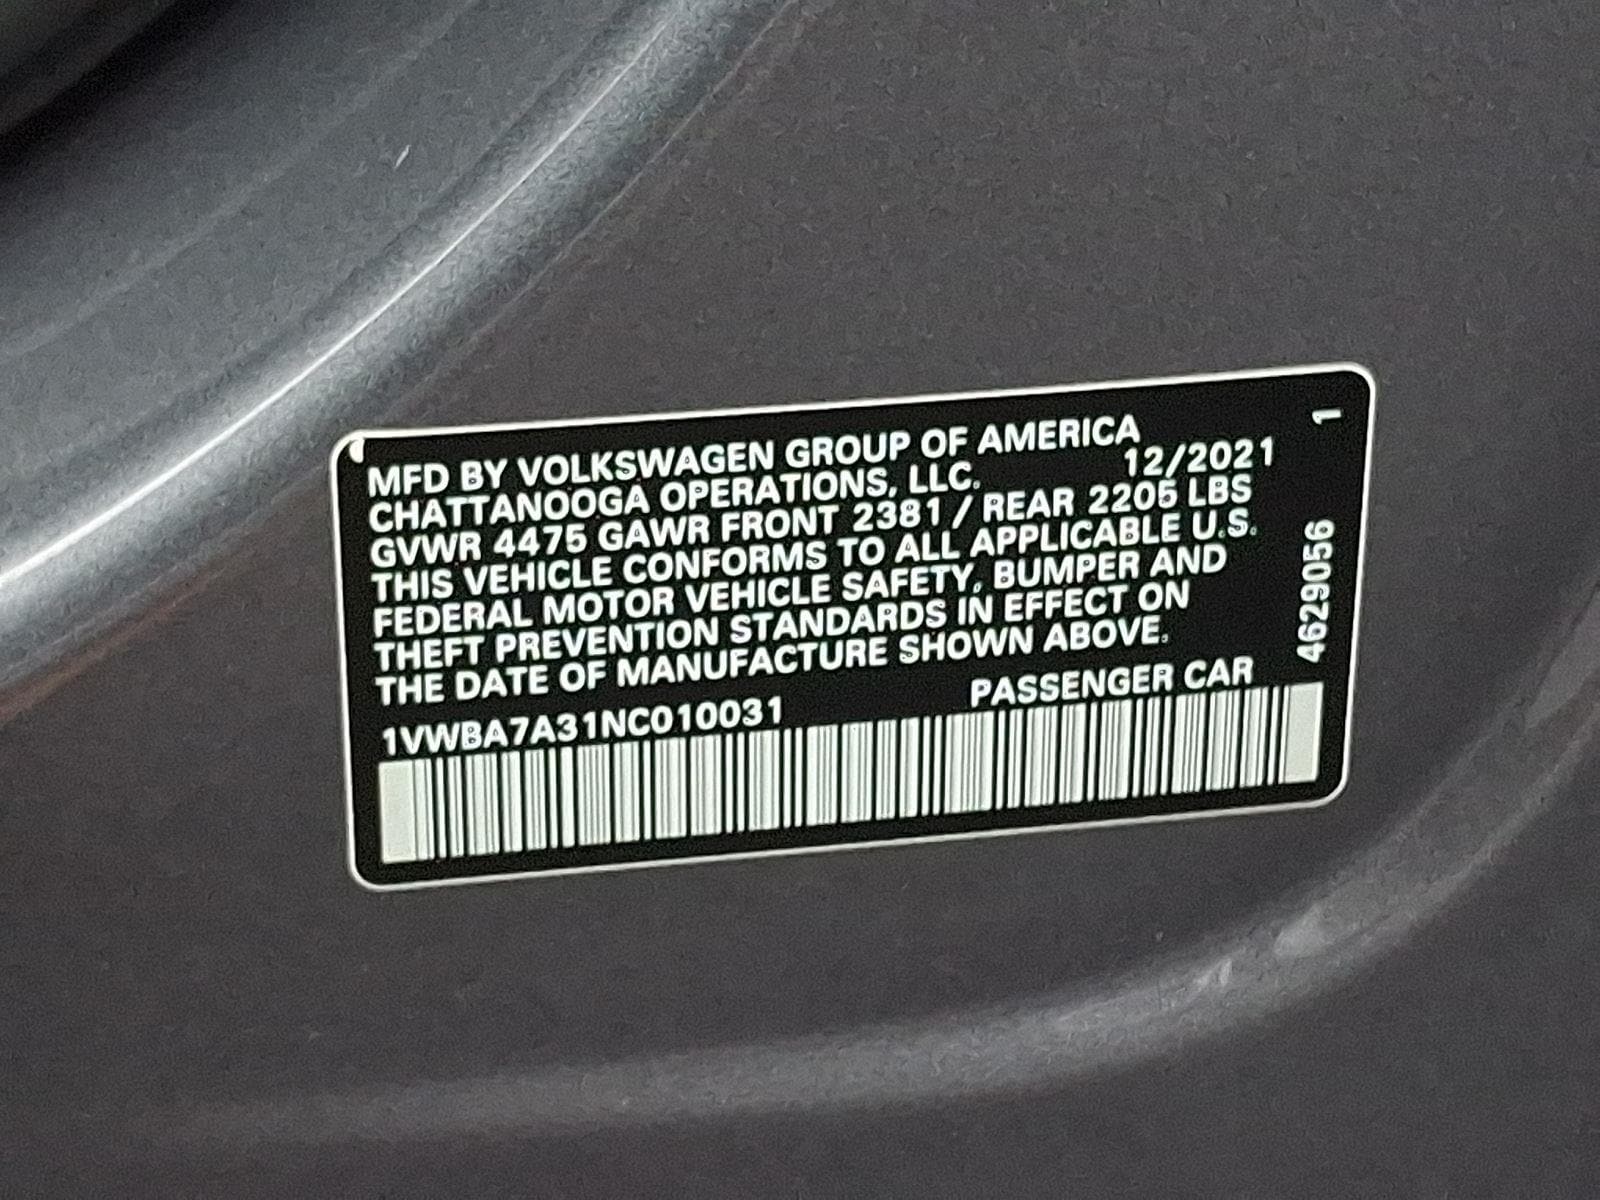 MFD BY VOLKSWAGEN GROUP OF AMERICA
CHATTANOOGA OPERATIONS, LLC. 12/2021
GVWR 4475 GAWR FRONT 2381 / REAR 2205 LBS
THIS VEHICLE CONFORMS TO ALL APPLICABLE U.S.
FEDERAL MOTOR VEHICLE SAFETY, BUMPER AND
THEFT PREVENTION STANDARDS IN EFFECT ON
THE DATE OF MANUFACTURE SHOWN ABOVE.
1VWBA7A31NC010031 PASSENGER CAR
4629056 1